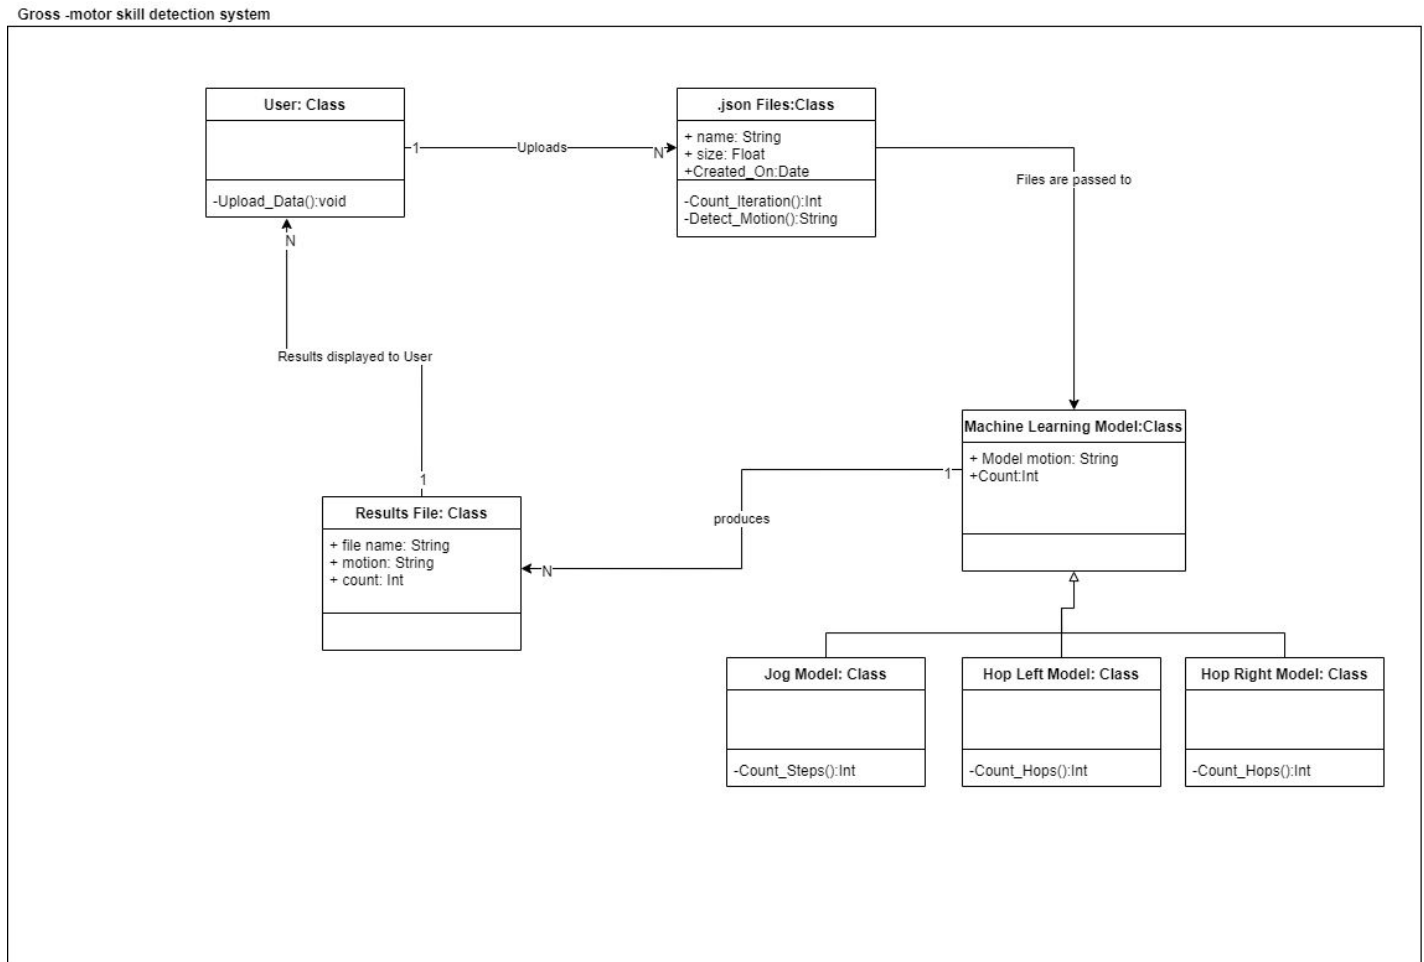 Gross -motor skill detection system
User: Class
-Upload_Data():void
1
Uploads
N
.json Files:Class
+ name: String
+ size: Float
+Created_On:Date
-Count_Iteration():Int
-Detect_Motion():String
Files are passed to
N
Results displayed to User
1
Machine Learning Model:Class
+ Model motion: String
+Count:Int
1
produces
N
Results File: Class
+ file name: String
+ motion: String
+ count: Int
Jog Model: Class
-Count_Steps():Int
Hop Left Model: Class
-Count_Hops():Int
Hop Right Model: Class
-Count_Hops():Int